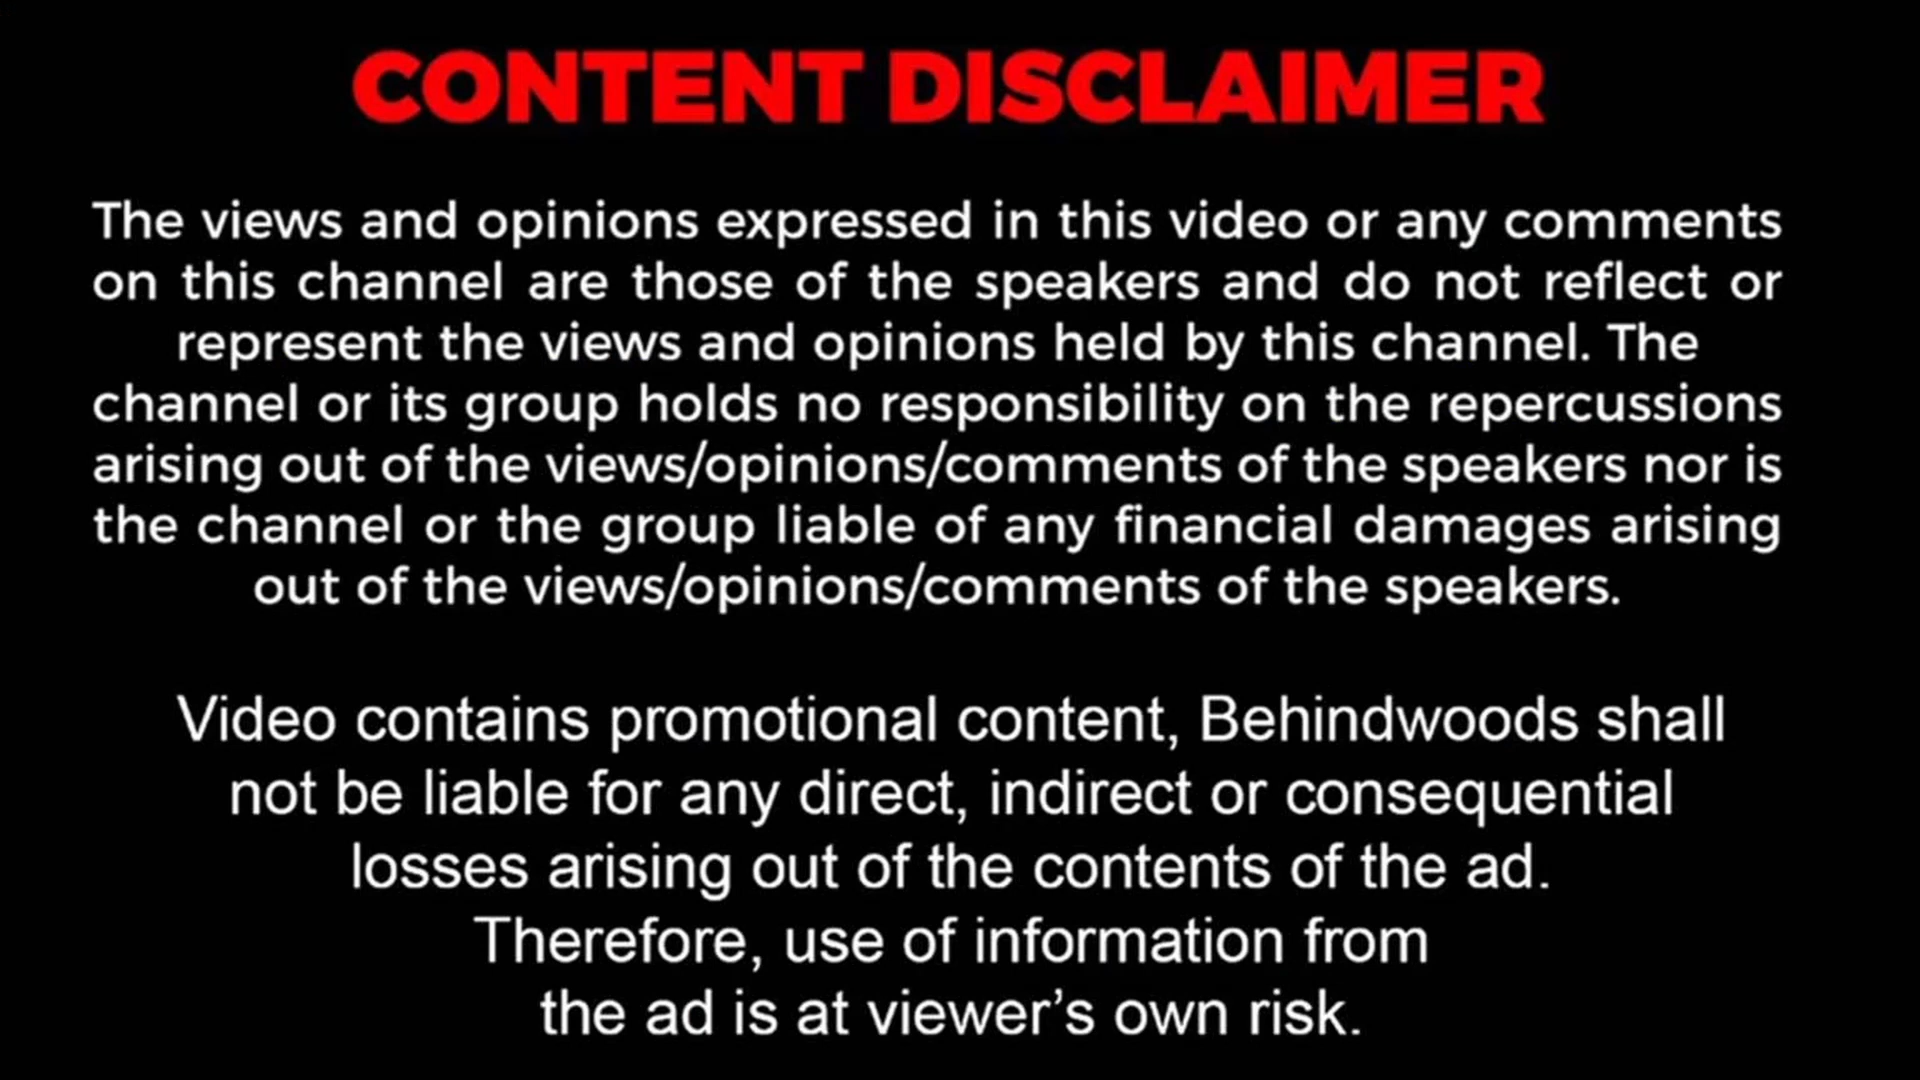 CONTENT DISCLAIMER
The views and opinions expressed in this video or any comments
on this channel are those of the speakers and do not reflect or
represent the views and opinions held by this channel. The
channel or its group holds no responsibility on the repercussions
arising out of the views/opinions/comments of the speakers nor is
the channel or the group liable of any financial damages arising
out of the views/opinions/comments of the speakers.
Video contains promotional content, Behindwoods shall
not be liable for any direct, indirect or consequential
losses arising out of the contents of the ad.
Therefore, use of information from
the ad is at viewer’s own risk.